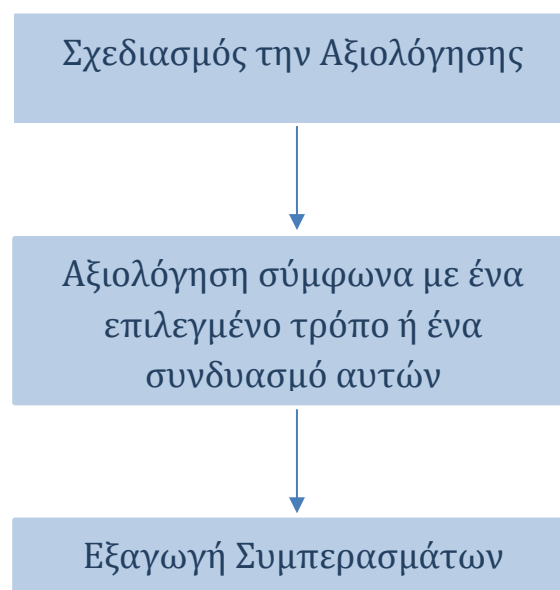 Σχεδιασμός την Αξιολόγησης
Αξιολόγηση σύμφωνα με ένα
επιλεγμένο τρόπο ή ένα
συνδυασμό αυτών
Εξαγωγή Συμπερασμάτων